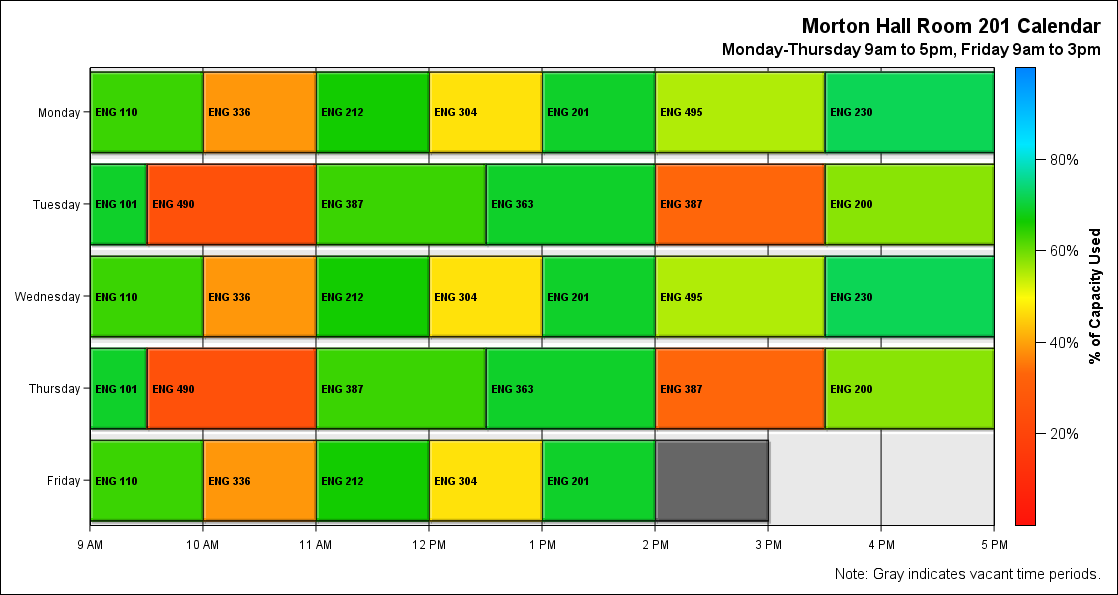 Morton Hall Room 201 Calendar
Monday-Thursday 9am to 5pm, Friday 9am to 3pm
Monday ENG 110 ENG 336 ENG 212 ENG 304 ENG 201 ENG 495 ENG 230
80%
Tuesday ENG 101 ENG 490 ENG 387 ENG 363 ENG 387 ENG 200
60%
Wednesday ENG 110 ENG 336 ENG 212 ENG 304 ENG 201 ENG 495 ENG 230
% of Capacity Used
40%
Thursday ENG 101 ENG 490 ENG 387 ENG 363 ENG 387 ENG 200
20%
Friday ENG 110 ENG 336 ENG 212 ENG 304 ENG 201
9 AM 10 AM 11 AM 12 PM 1 PM 2 PM 3 PM 4 PM 5 PM
Note: Gray indicates vacant time periods.